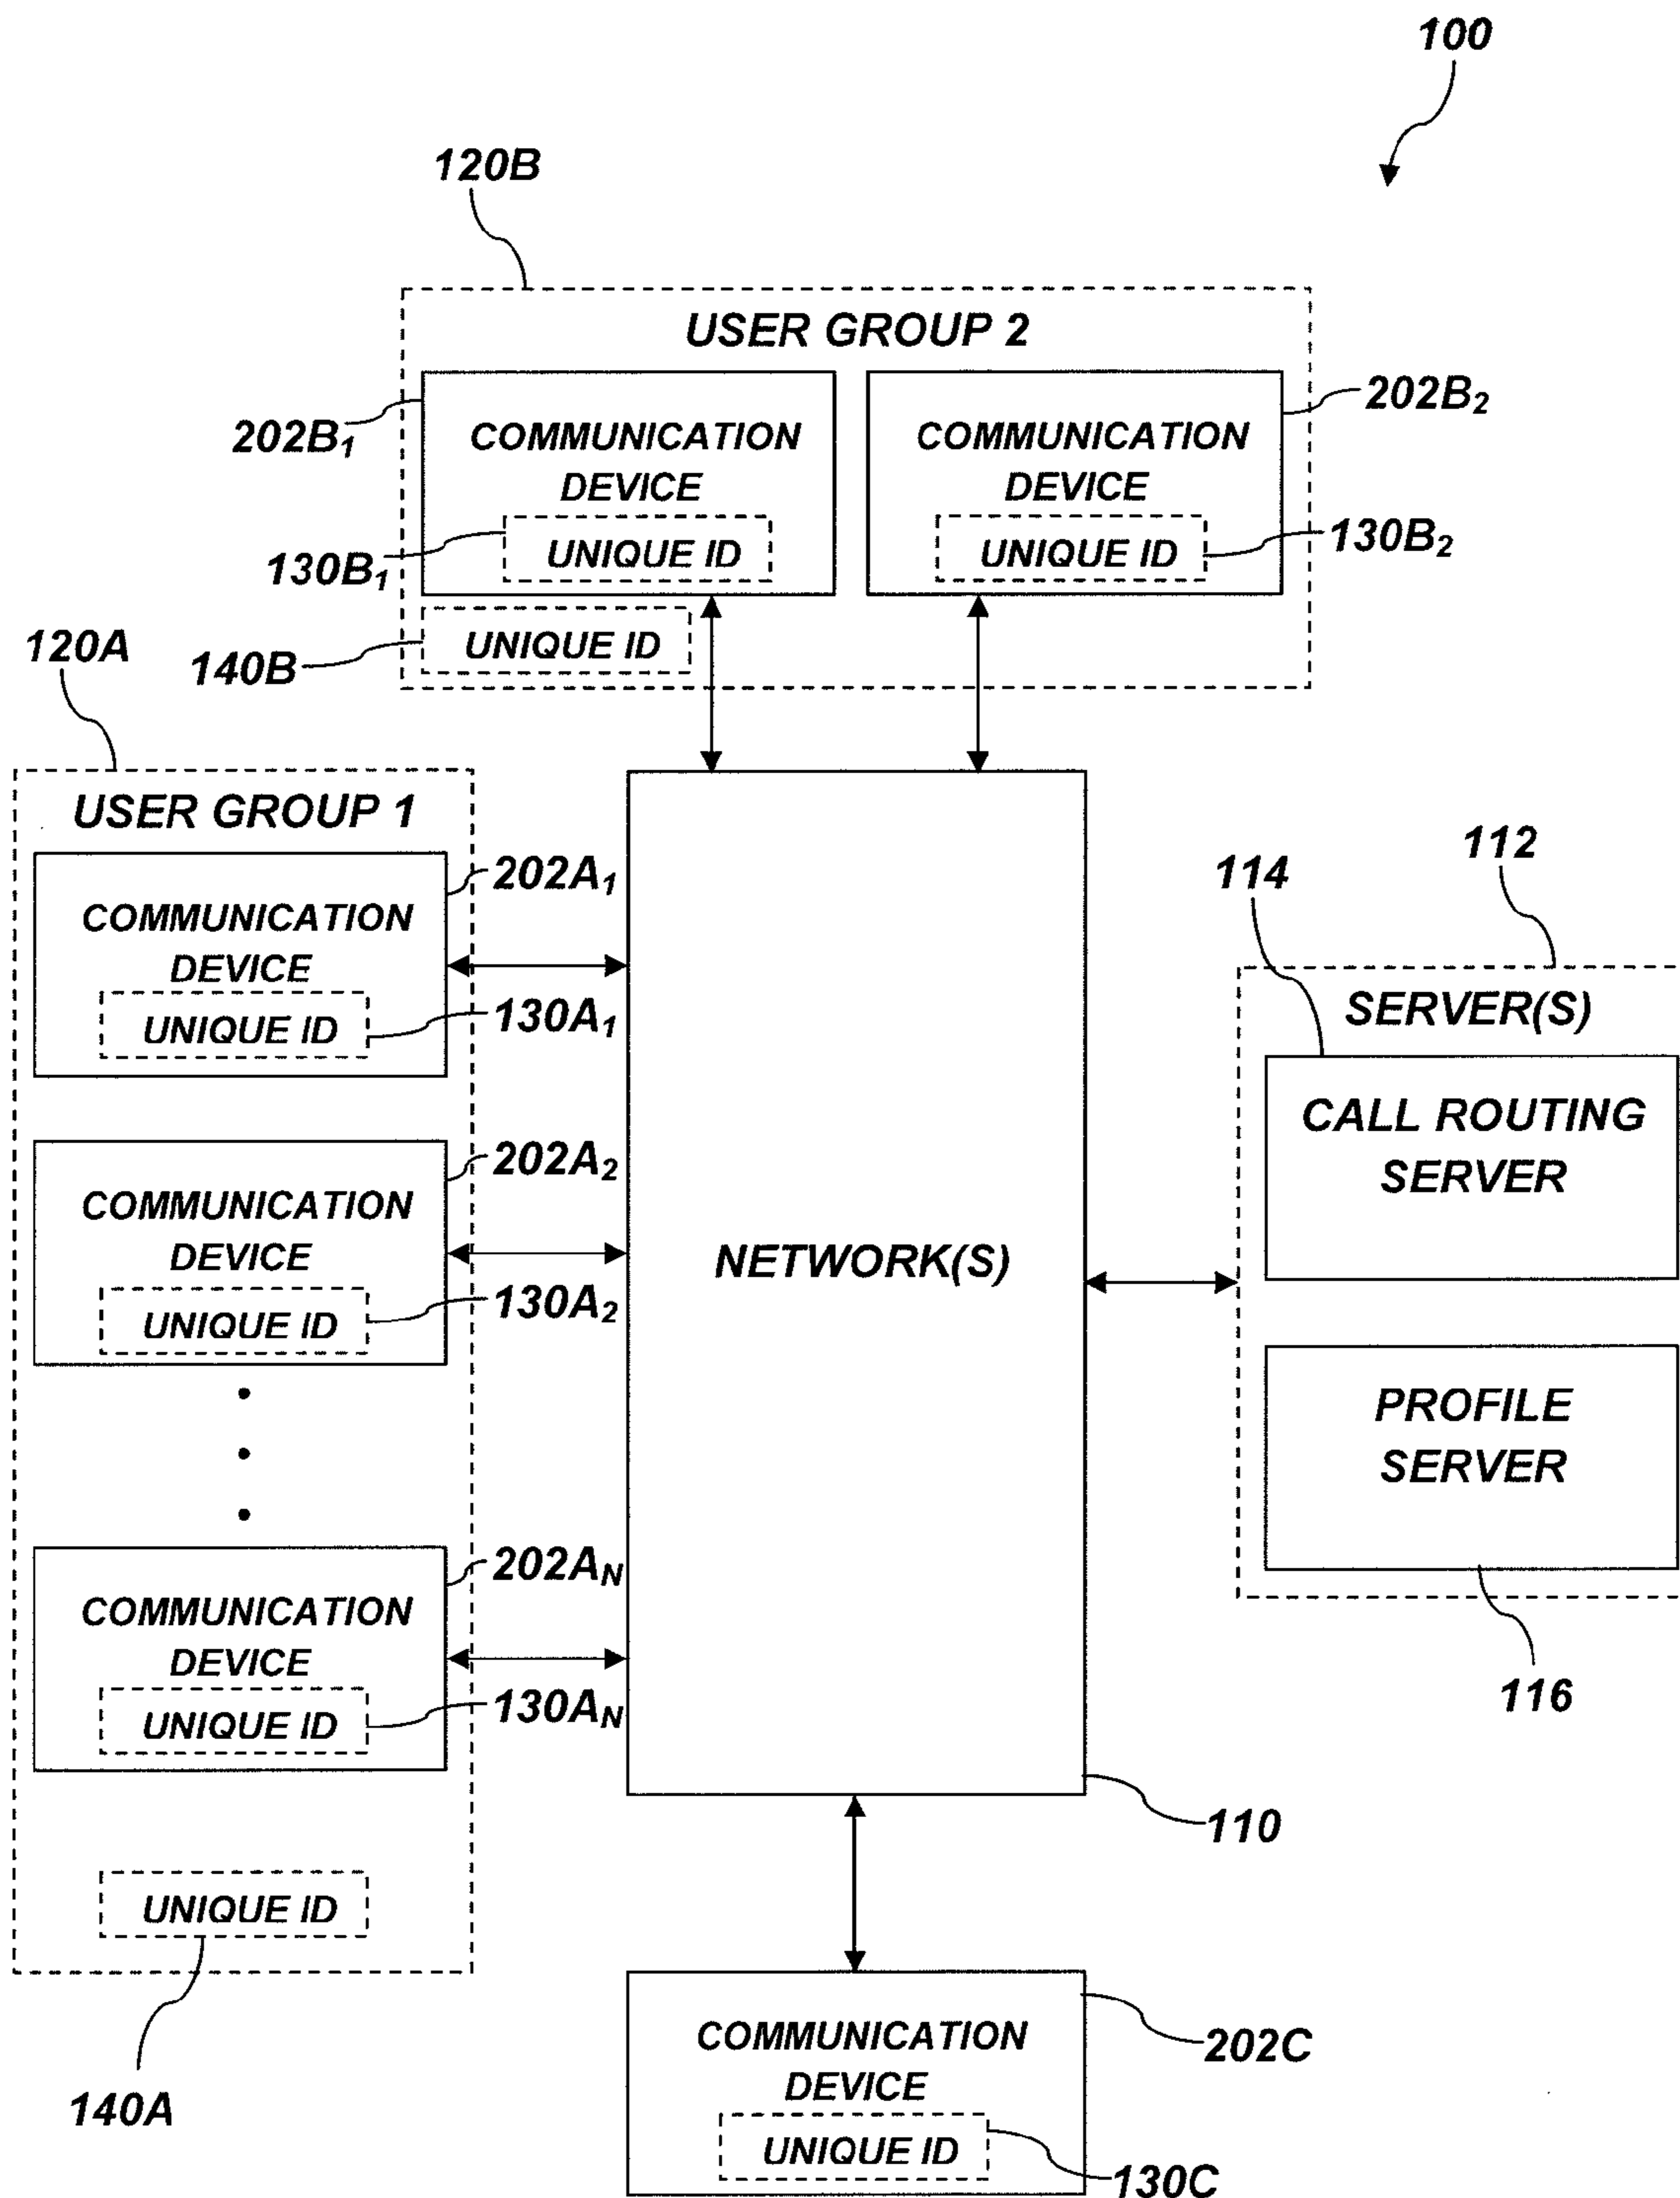 100
120B
USER GROUP 2
202B₁
COMMUNICATION
DEVICE
130B₁
UNIQUE ID
COMMUNICATION
DEVICE
UNIQUE ID
202B₂
130B₂
140B
UNIQUE ID
120A
USER GROUP 1
COMMUNICATION
DEVICE
UNIQUE ID
202A₁
130A₁
COMMUNICATION
DEVICE
UNIQUE ID
202A₂
130A₂
COMMUNICATION
DEVICE
UNIQUE ID
202Aₙ
130Aₙ
UNIQUE ID
140A
NETWORK(S)
110
112
114
SERVER(S)
CALL ROUTING
SERVER
PROFILE
SERVER
116
COMMUNICATION
DEVICE
UNIQUE ID
202C
130C